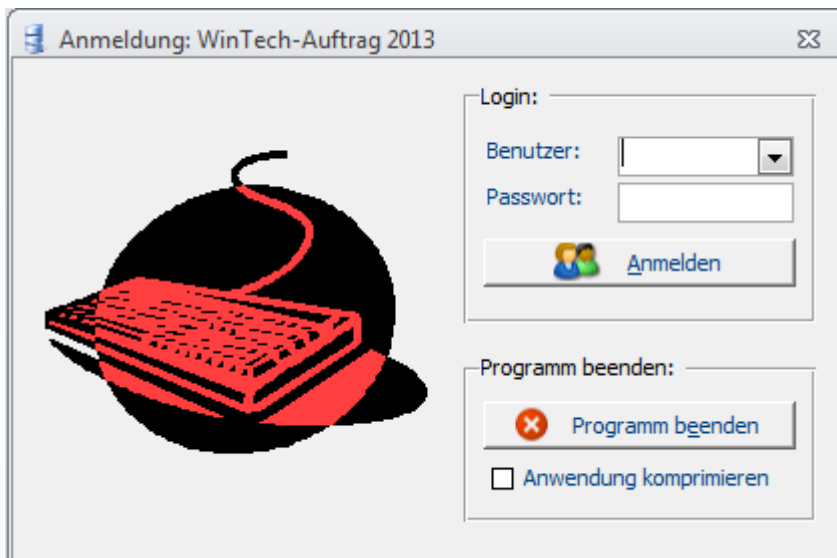 Anmeldung: WinTech-Auftrag 2013
Login:
Benutzer:
Passwort:
Anmelden
Programm beenden:
Programm beenden
Anwendung komprimieren